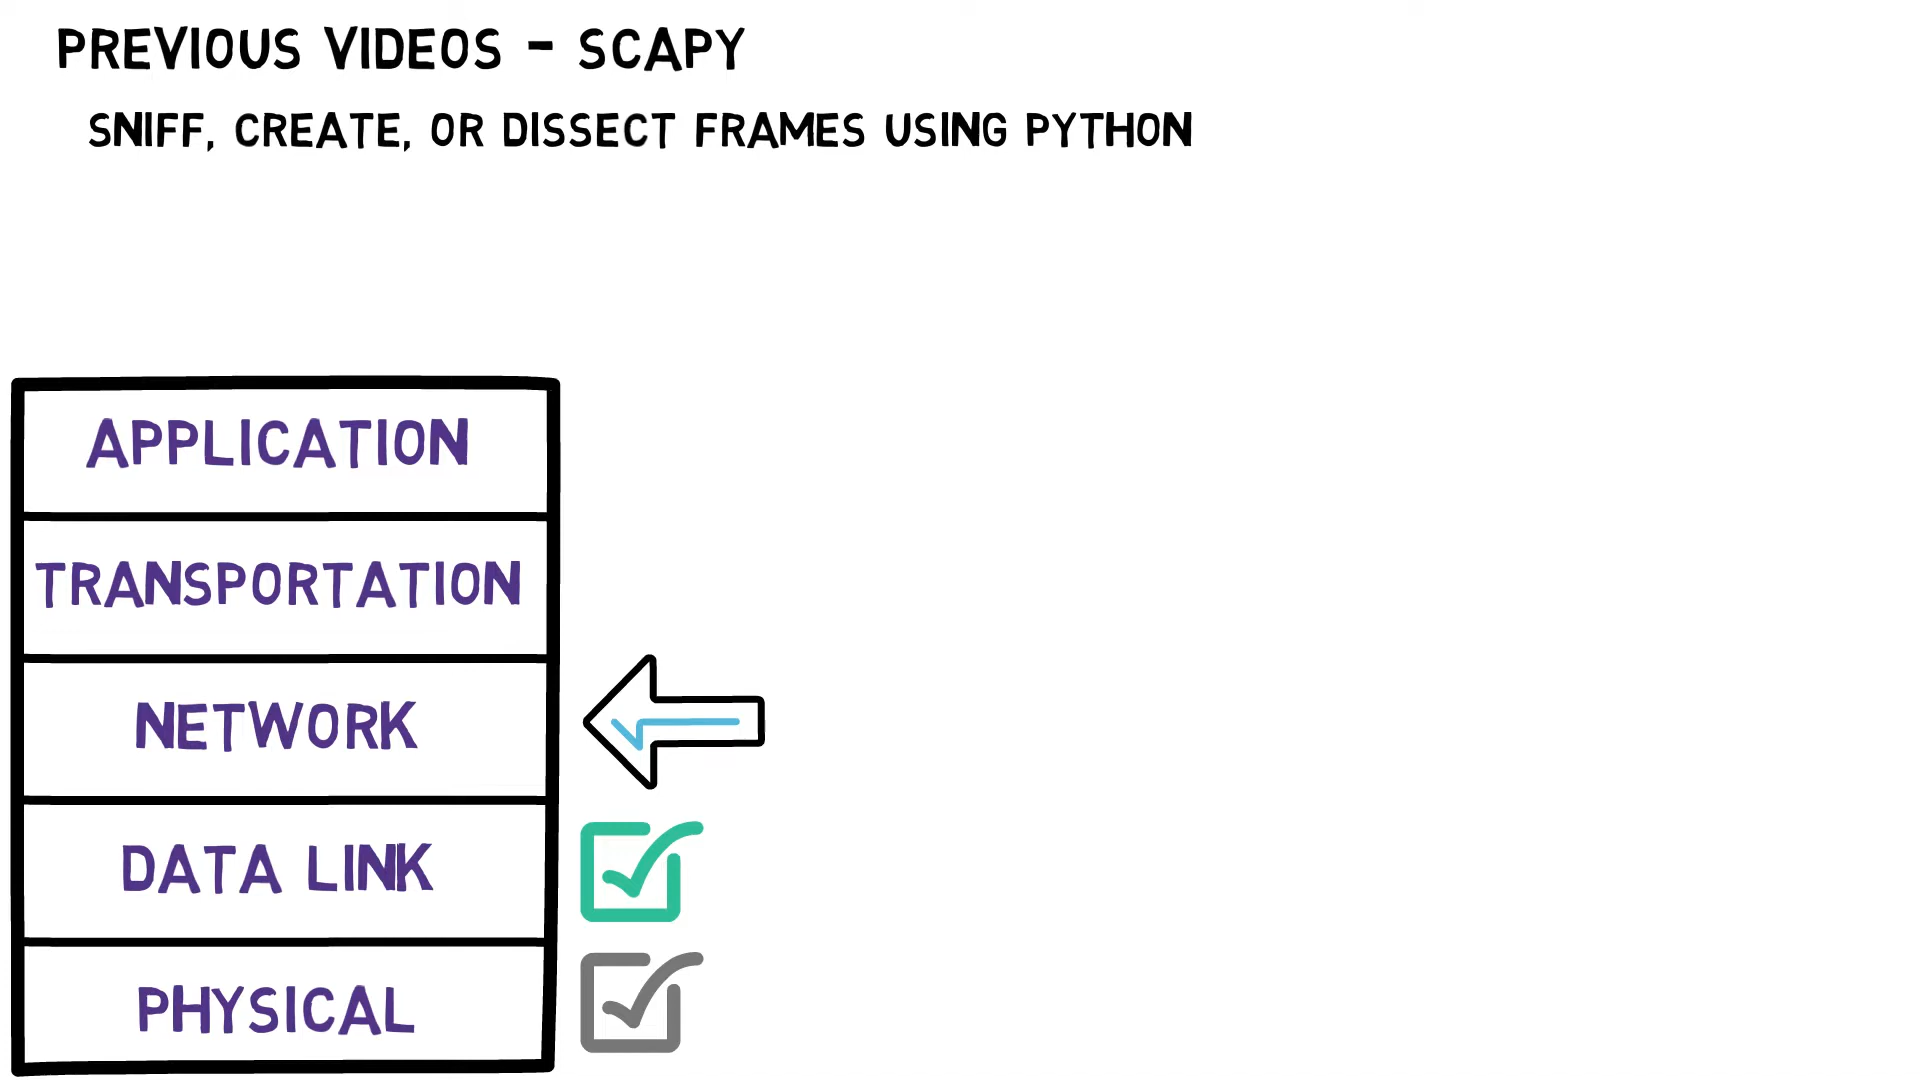 PREVIOUS VIDEOS - SCAPY
SNIFF, CREATE, OR DISSECT FRAMES USING PYTHON
APPLICATION
TRANSPORTATION
NETWORK
DATA LINK
PHYSICAL